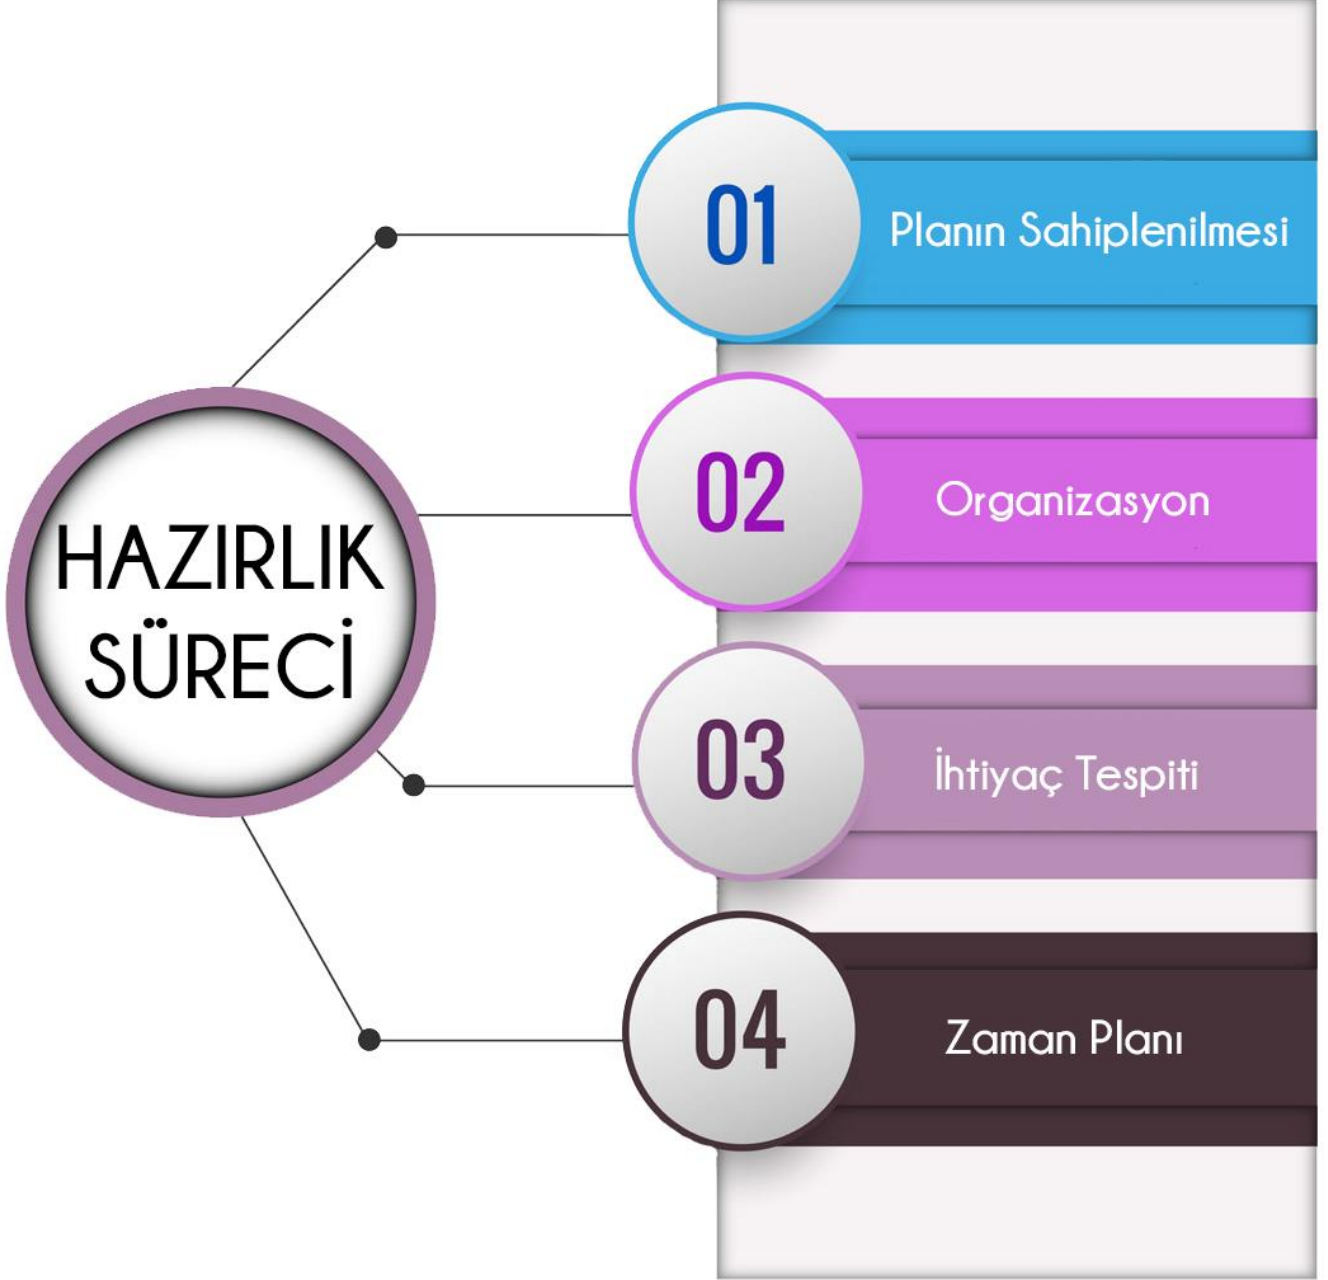 HAZIRLIK
SÜRECİ
01
Planın Sahiplenilmesi
02
Organizasyon
03
İhtiyaç Tespiti
04
Zaman Planı